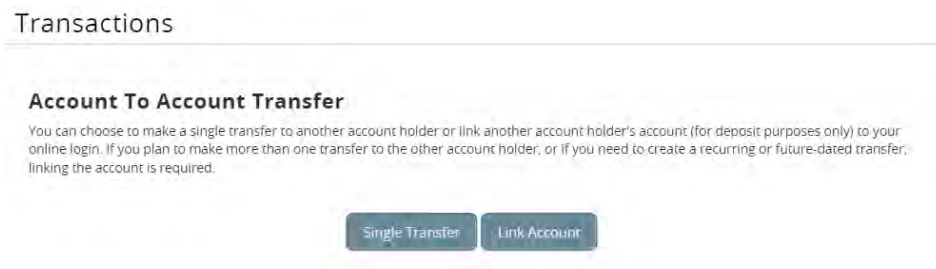 Transactions
Account To Account Transfer
You can choose to make a single transfer to another account holder or link another account holder's account (for deposit purposes only) to your
online login. If you plan to make more than one transfer to the other account holder, or if you need to create a recurring or future-dated transfer,
linking the account is required.
Single Transfer Link Account